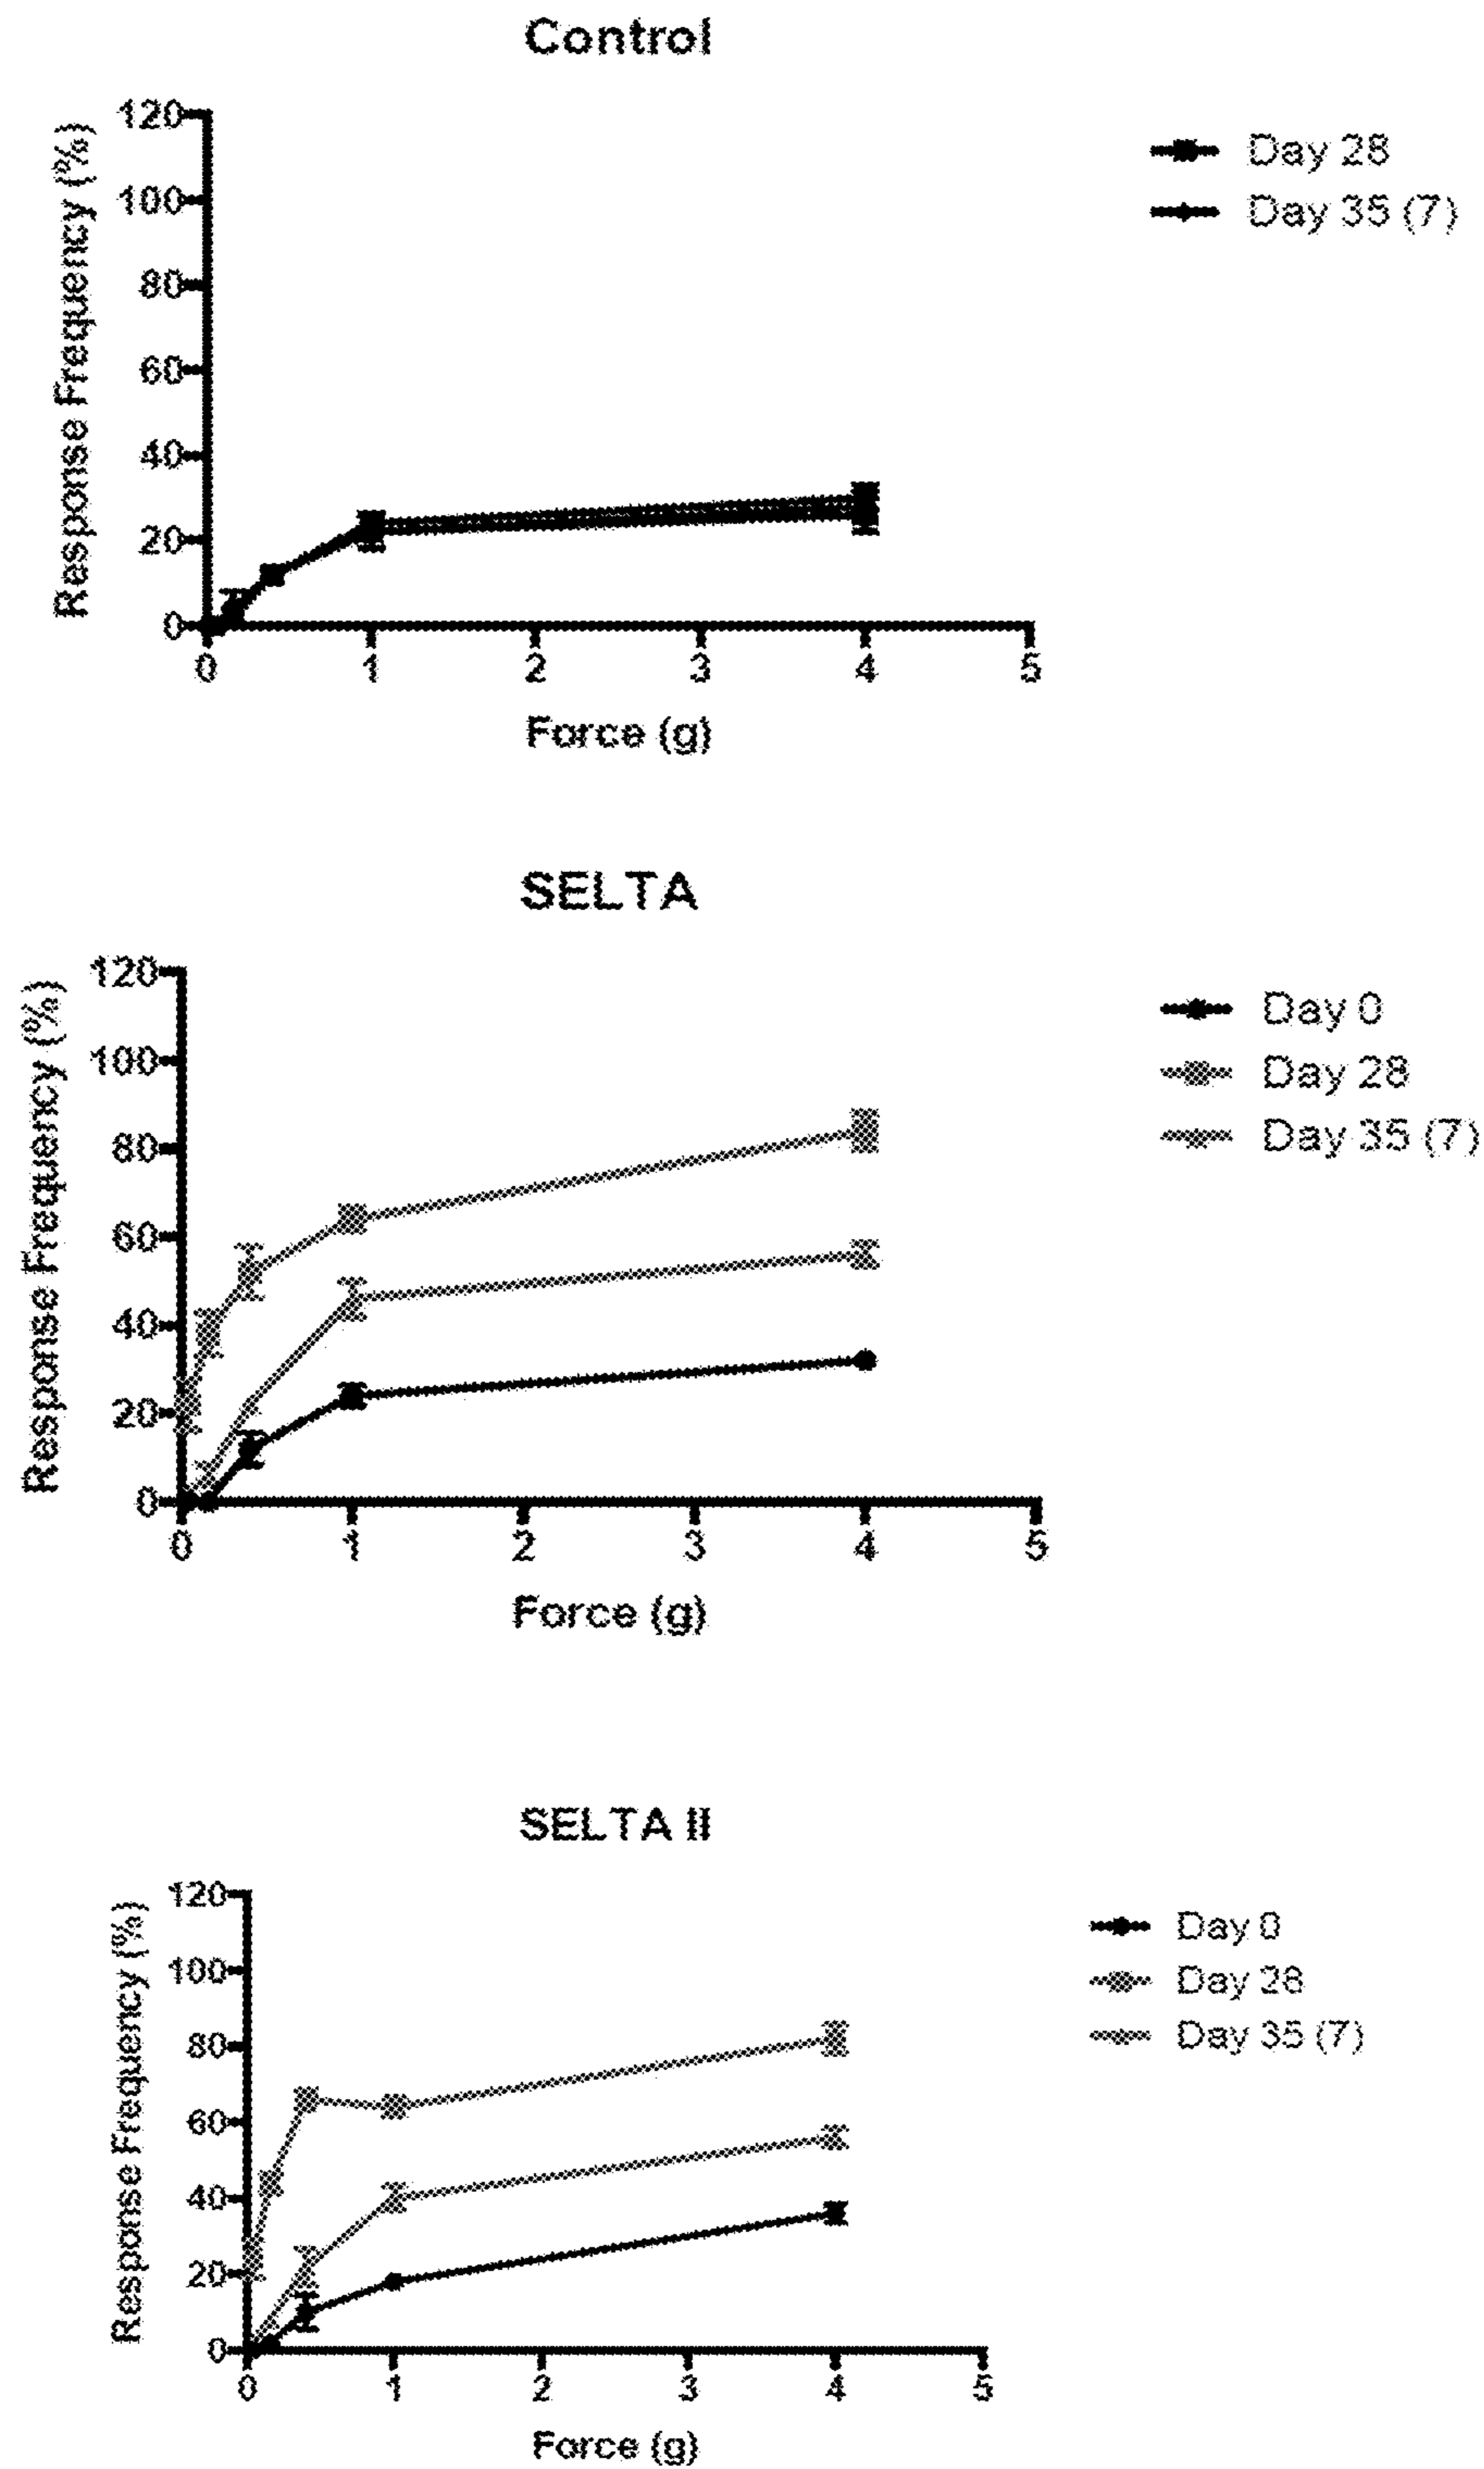 Control
120
100
80
60
40
20
0
Response Frequency (%)
0 1 2 3 4 5
Force (g)
Day 28
Day 35 (7)
SELTA
120
100
80
60
40
20
0
Response Frequency (%)
0 1 2 3 4 5
Force (g)
Day 0
Day 28
Day 35 (7)
SELTA II
120
100
80
60
40
20
0
Response Frequency (%)
0 1 2 3 4 5
Force (g)
Day 0
Day 28
Day 35 (7)